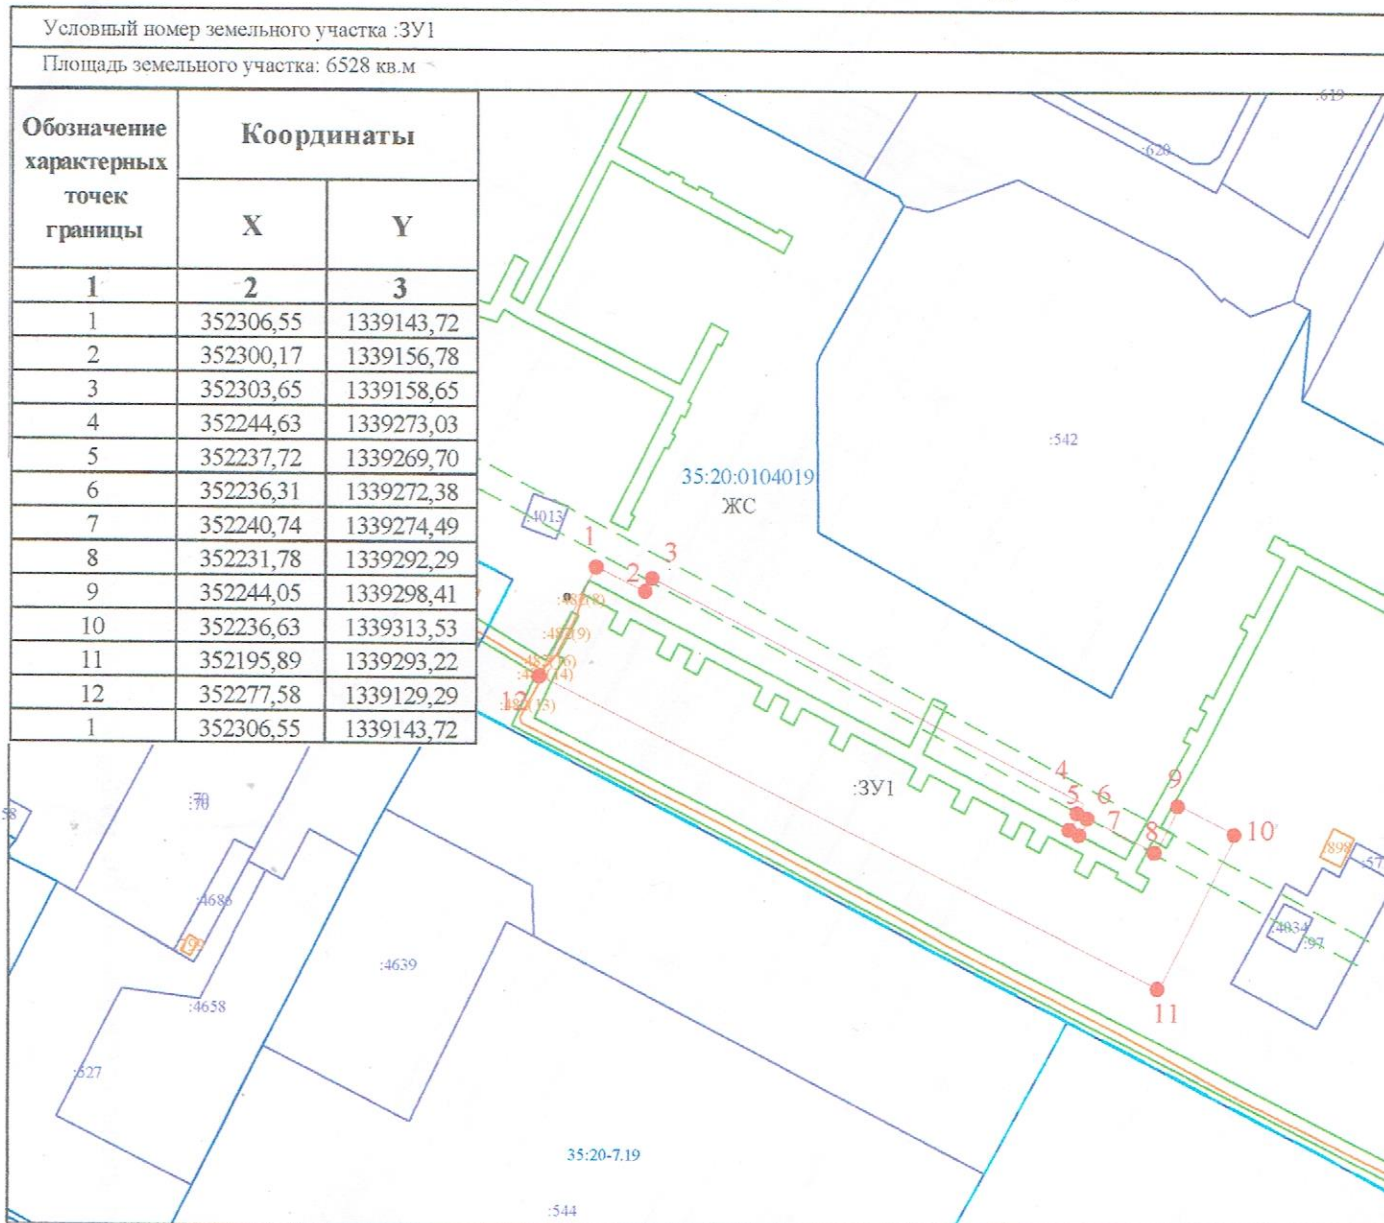 Условный номер земельного участка :ЗУ1
Площадь земельного участка: 6528 кв.м
Обозначение характерных точек границы Координаты
X Y
1 2 3
1 352306,55 1339143,72
2 352300,17 1339156,78
3 352303,65 1339158,65
4 352244,63 1339273,03
5 352237,72 1339269,70
6 352236,31 1339272,38
7 352240,74 1339274,49
8 352231,78 1339292,29
9 352244,05 1339298,41
10 352236,63 1339313,53
11 352195,89 1339293,22
12 352277,58 1339129,29
1 352306,55 1339143,72
:619
:620
:542
35:20:0104019
ЖС
:4013
1
2
3
:482(9)
12
4
5
6
7
8
9
10
11
:ЗУ1
:898
:4034
:97
:70
:4639
:4658
:527
35:20-7.19
:544